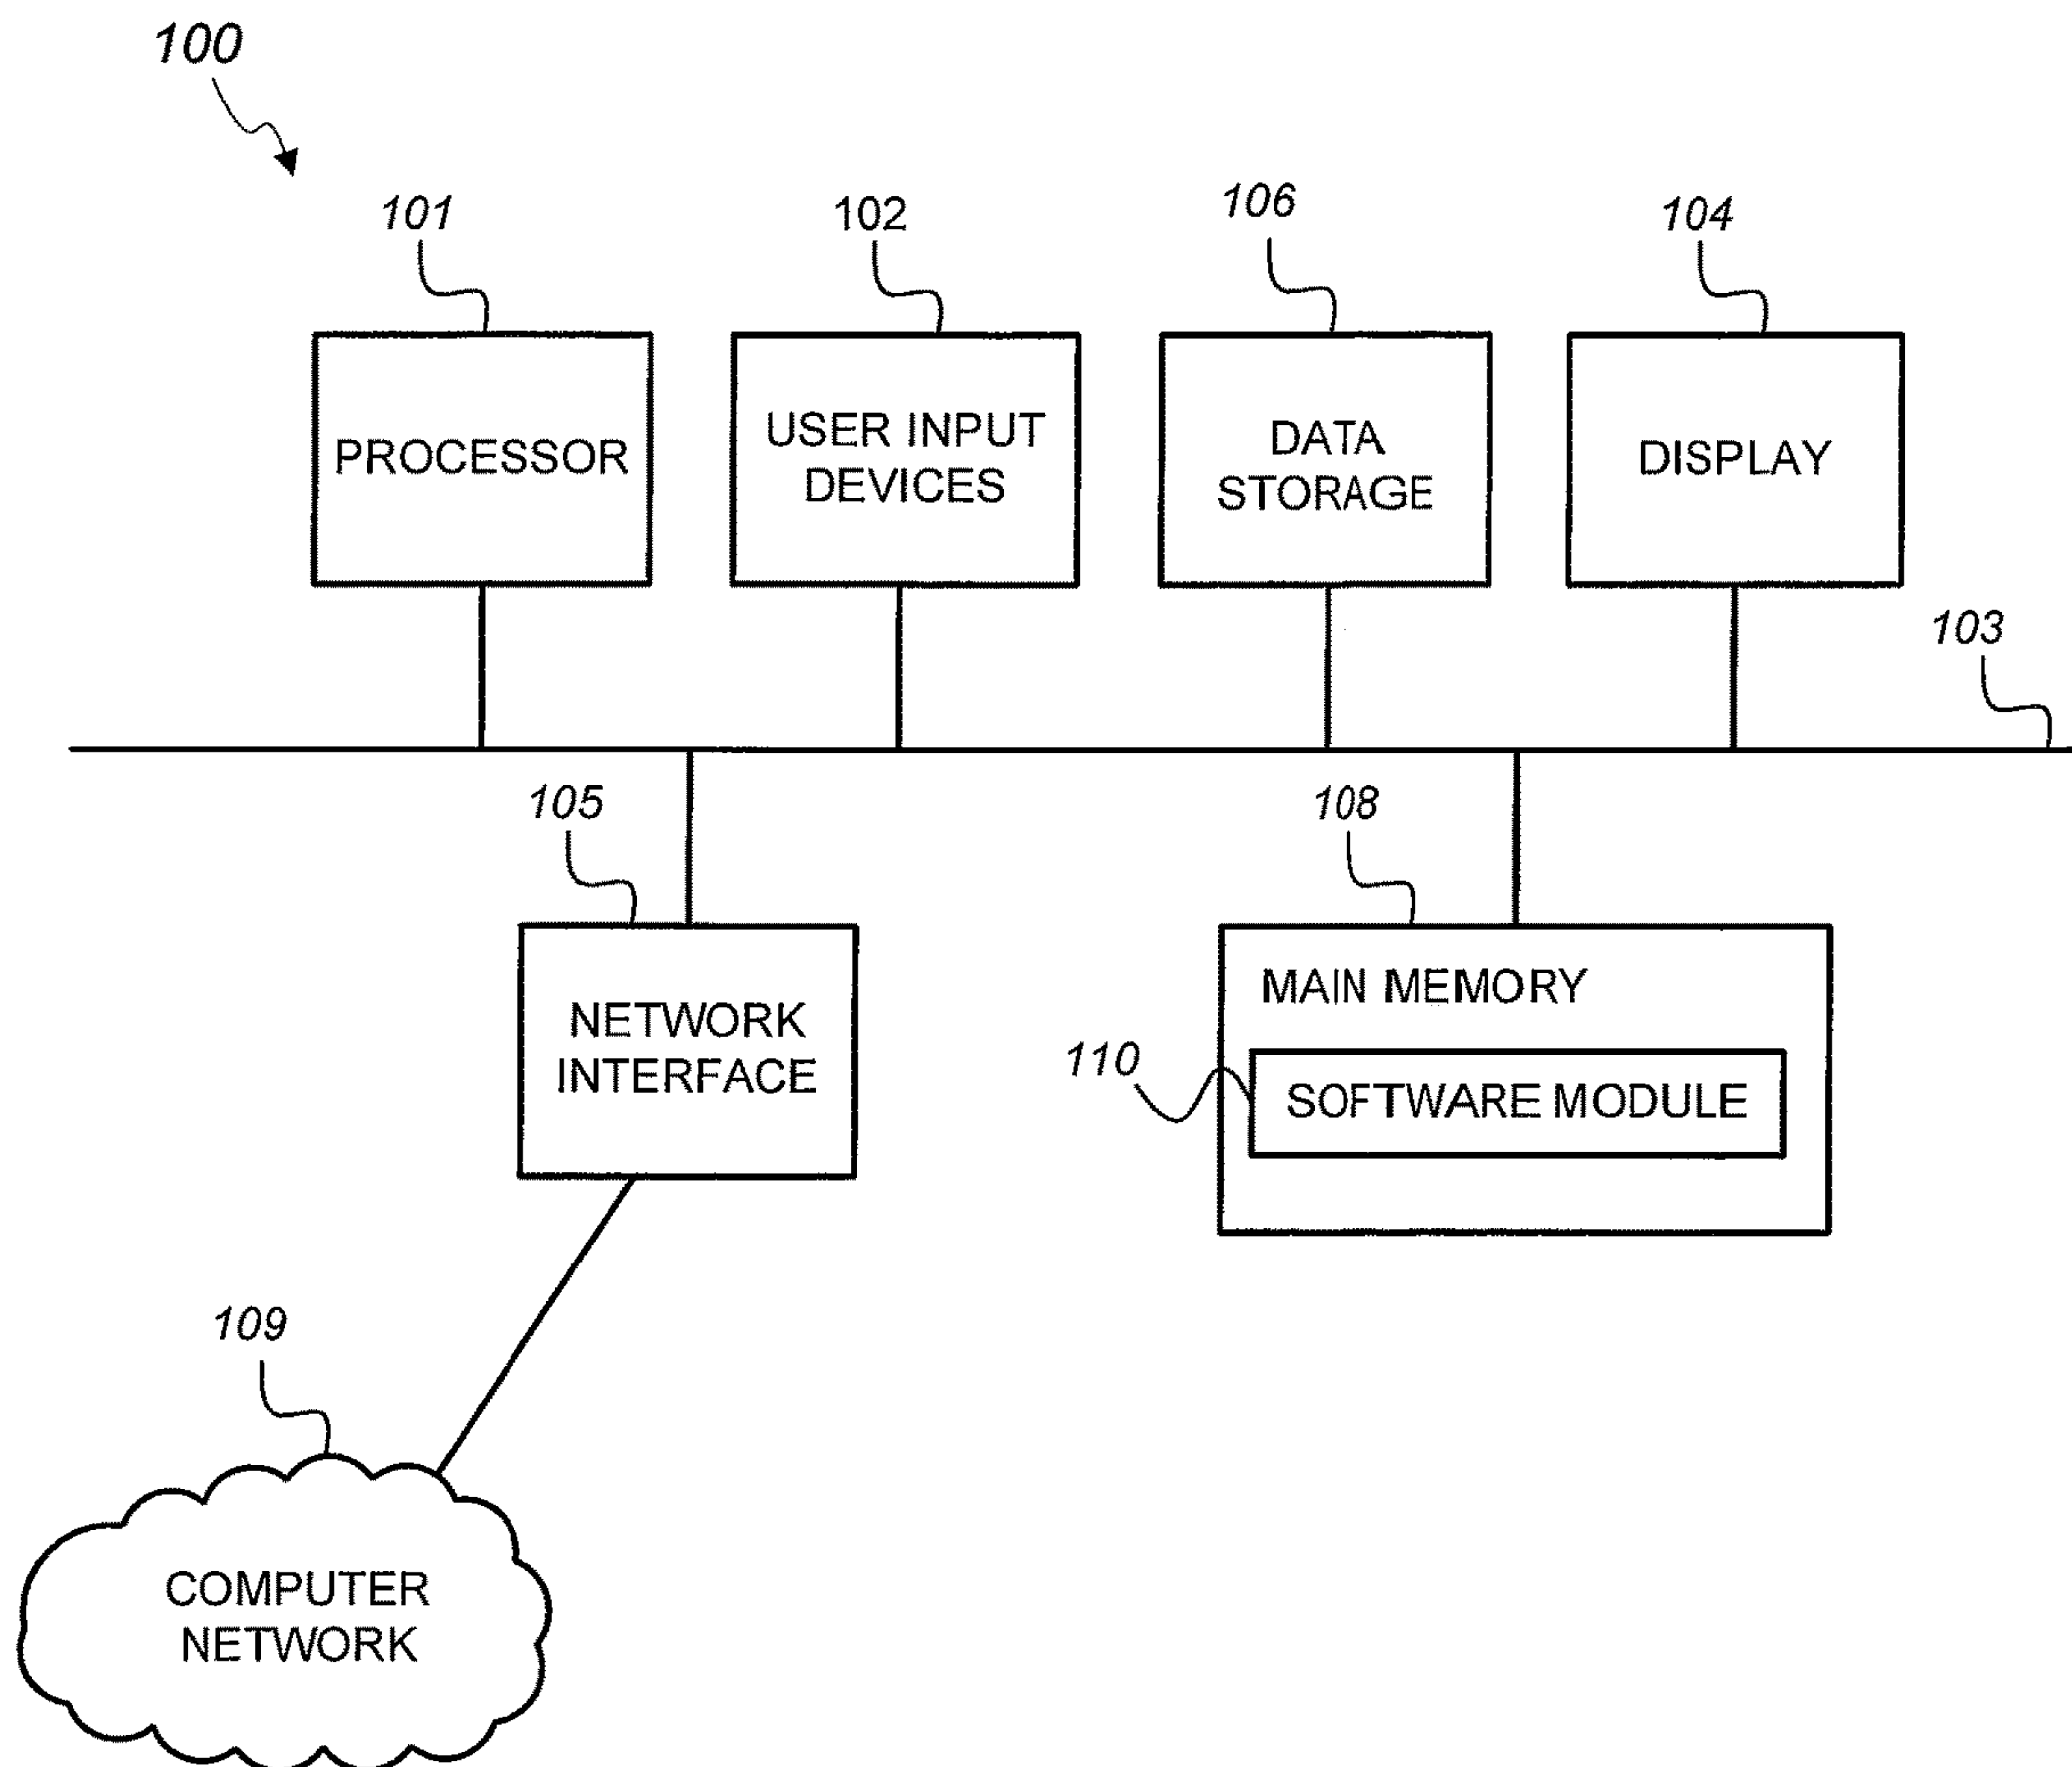 100
101
102
106
104
PROCESSOR
USER INPUT
DEVICES
DATA
STORAGE
DISPLAY
103
105
108
NETWORK
INTERFACE
MAIN MEMORY
110
SOFTWARE MODULE
109
COMPUTER
NETWORK